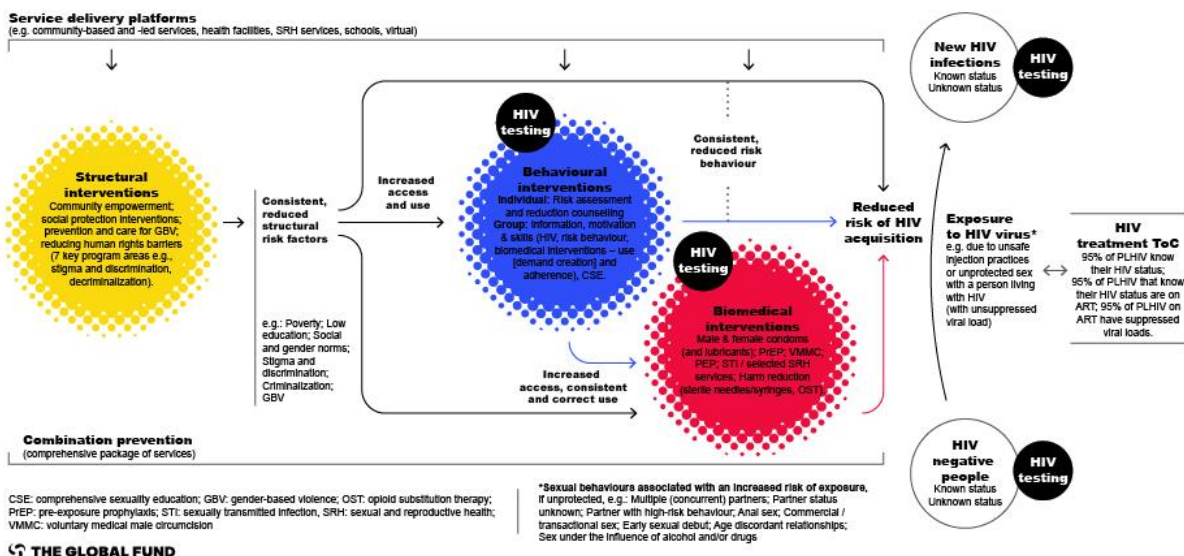 Service delivery platforms
(e.g. community-based and -led services, health facilities, SRH services, schools, virtual)
New HIV
infections
Known status
Unknown status
HIV
testing
HIV
testing
Structural
interventions
Community empowerment;
social protection interventions;
prevention and care for GBV;
reducing human rights barriers
(7 key program areas e.g.,
stigma and discrimination,
decriminalization).
Consistent,
reduced
structural
risk factors
e.g.: Poverty; Low
education; Social
and gender norms;
Stigma and
discrimination;
Criminalization;
GBV
Increased
access
and use
Behavioural
interventions
Individual: Risk assessment
and reduction counselling
Group: Information, motivation
& skills (HIV, risk behaviour,
biomedical interventions – use
[demand creation] and
adherence), CSE.
Consistent,
reduced risk
behaviour
HIV
testing
Biomedical
interventions
Male & female condoms
(and lubricants); PrEP; VMMC;
PEP; STI / selected SRH
services; Harm reduction
(sterile needles/syringes, OST).
Increased
access, consistent
and correct use
Reduced
risk of HIV
acquisition
Exposure
to HIV virus*
e.g. due to unsafe
injection practices
or unprotected sex
with a person living
with HIV
(with unsuppressed
viral load)
HIV
treatment ToC
95% of PLHIV know
their HIV status;
95% of PLHIV that know
their HIV status are on
ART; 95% of PLHIV on
ART have suppressed
viral loads.
Combination prevention
(comprehensive package of services)
HIV
negative
people
Known status
Unknown status
HIV
testing
CSE: comprehensive sexuality education; GBV: gender-based violence; OST: opioid substitution therapy;
PrEP: pre-exposure prophylaxis; STI: sexually transmitted infection, SRH: sexual and reproductive health;
VMMC: voluntary medical male circumcision
*Sexual behaviours associated with an increased risk of exposure,
if unprotected, e.g.: Multiple (concurrent) partners; Partner status
unknown; Partner with high-risk behaviour; Anal sex; Commercial /
transactional sex; Early sexual debut; Age discordant relationships;
Sex under the influence of alcohol and/or drugs
THE GLOBAL FUND